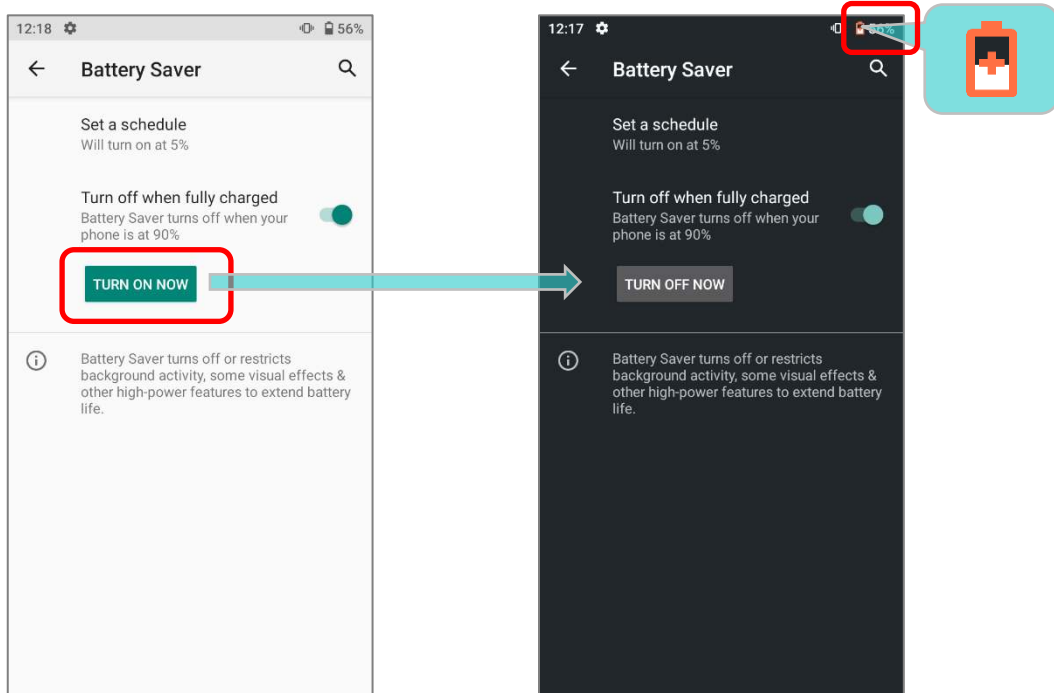 12:18 56%
Battery Saver
Set a schedule
Will turn on at 5%
Turn off when fully charged
Battery Saver turns off when your
phone is at 90%
TURN ON NOW
Battery Saver turns off or restricts
background activity, some visual effects &
other high-power features to extend battery
life.
12:17 56%
Battery Saver
Set a schedule
Will turn on at 5%
Turn off when fully charged
Battery Saver turns off when your
phone is at 90%
TURN OFF NOW
Battery Saver turns off or restricts
background activity, some visual effects &
other high-power features to extend battery
life.